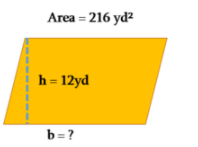 Area = 216 yd²
h = 12yd
b = ?